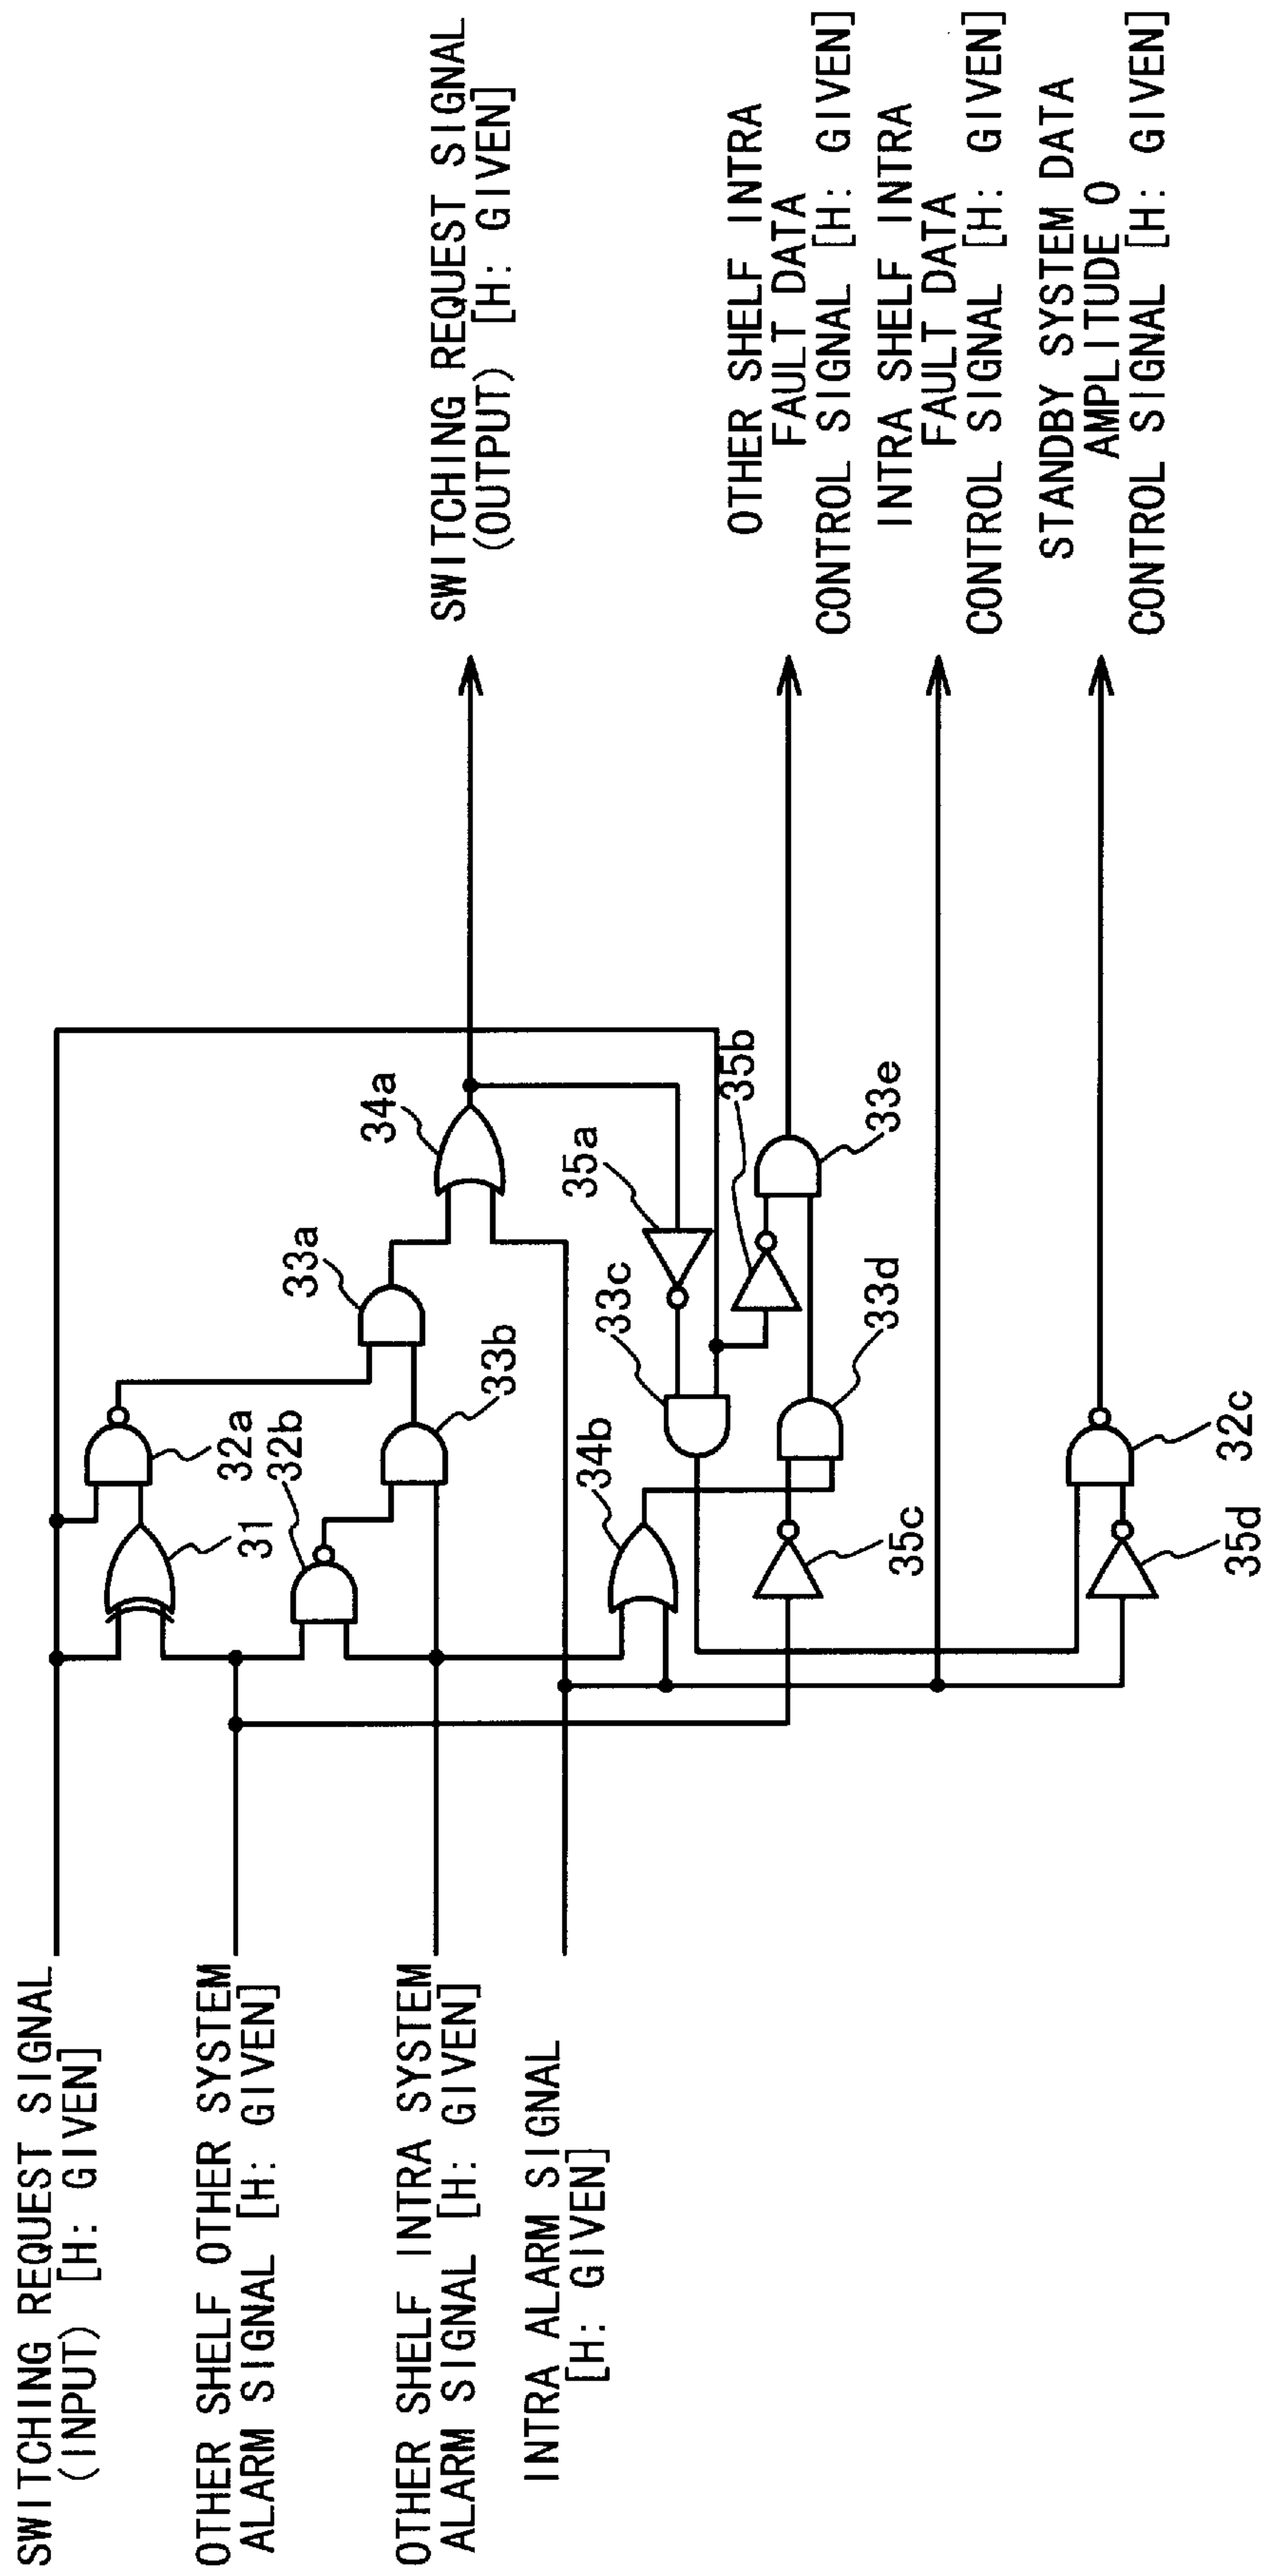 SWITCHING REQUEST SIGNAL
(INPUT) [H: GIVEN]
OTHER SHELF OTHER SYSTEM
ALARM SIGNAL [H: GIVEN]
OTHER SHELF INTRA SYSTEM
ALARM SIGNAL [H: GIVEN]
INTRA ALARM SIGNAL
[H: GIVEN]
31
32a
32b
33a
33b
34a
34b
35a
33c
35b
33e
33d
35c
32c
35d
SWITCHING REQUEST SIGNAL
(OUTPUT) [H: GIVEN]
OTHER SHELF INTRA
FAULT DATA
CONTROL SIGNAL [H: GIVEN]
INTRA SHELF INTRA
FAULT DATA
CONTROL SIGNAL [H: GIVEN]
STANDBY SYSTEM DATA
AMPLITUDE 0
CONTROL SIGNAL [H: GIVEN]